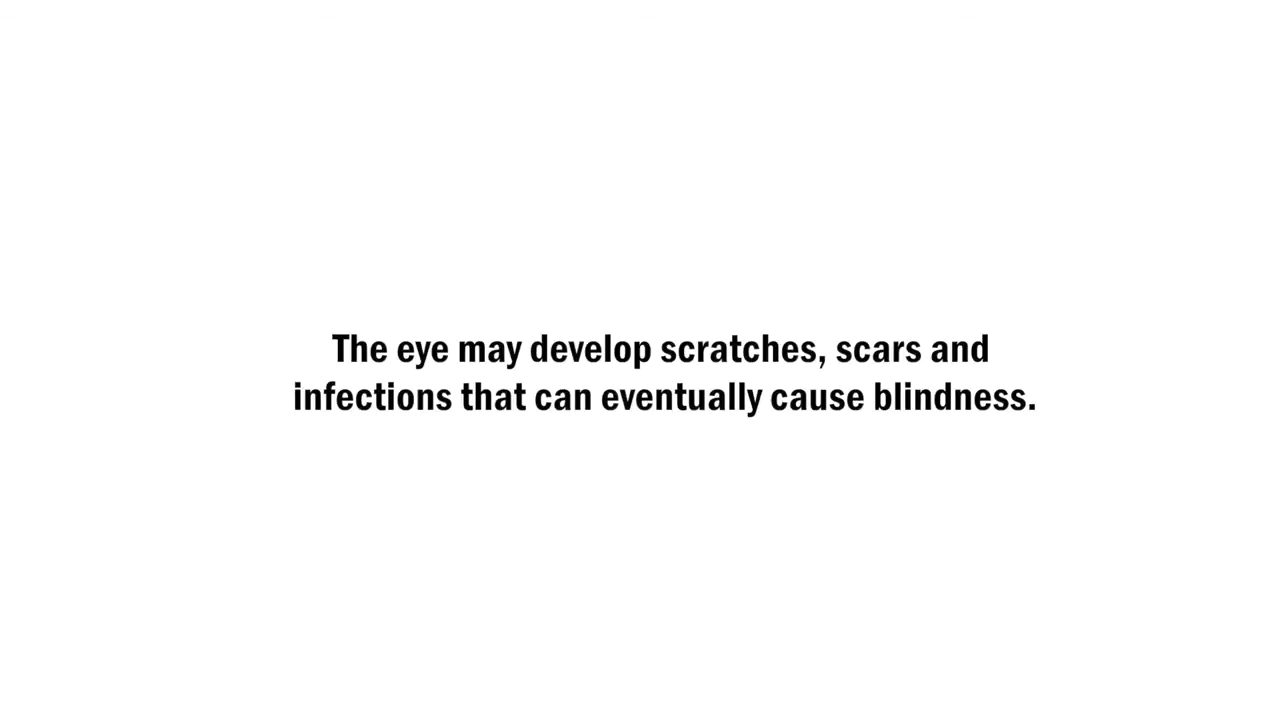 The eye may develop scratches, scars and
infections that can eventually cause blindness.